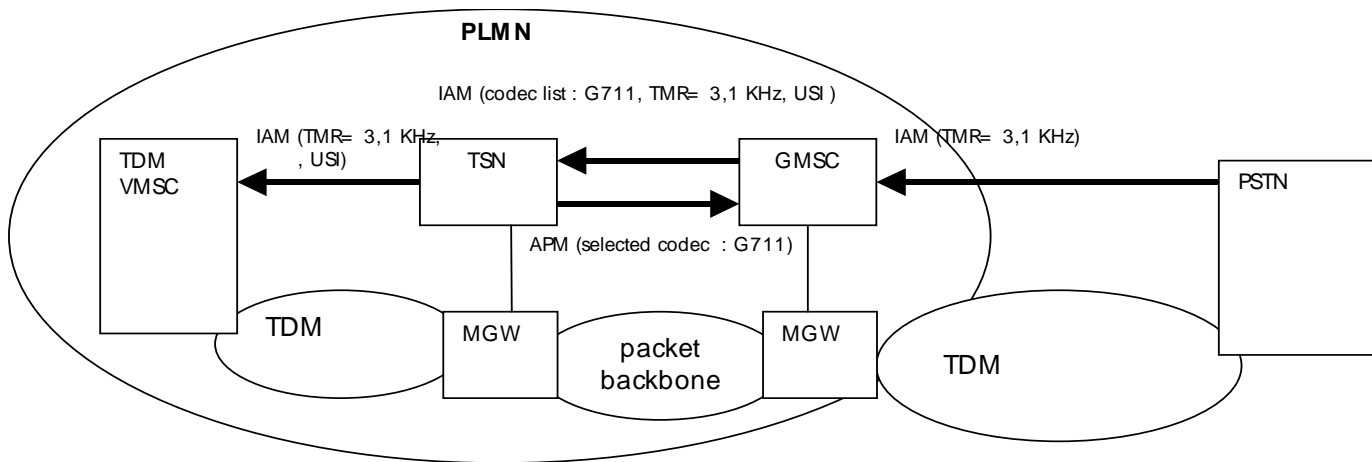 PLMN
IAM (codec list : G711, TMR= 3,1 KHz, USI )
IAM (TMR= 3,1 KHz,
, USI)
IAM (TMR= 3,1 KHz)
TDM
VMSC
TSN
GMSC
PSTN
APM (selected codec : G711)
TDM
MGW
packet
backbone
MGW
TDM